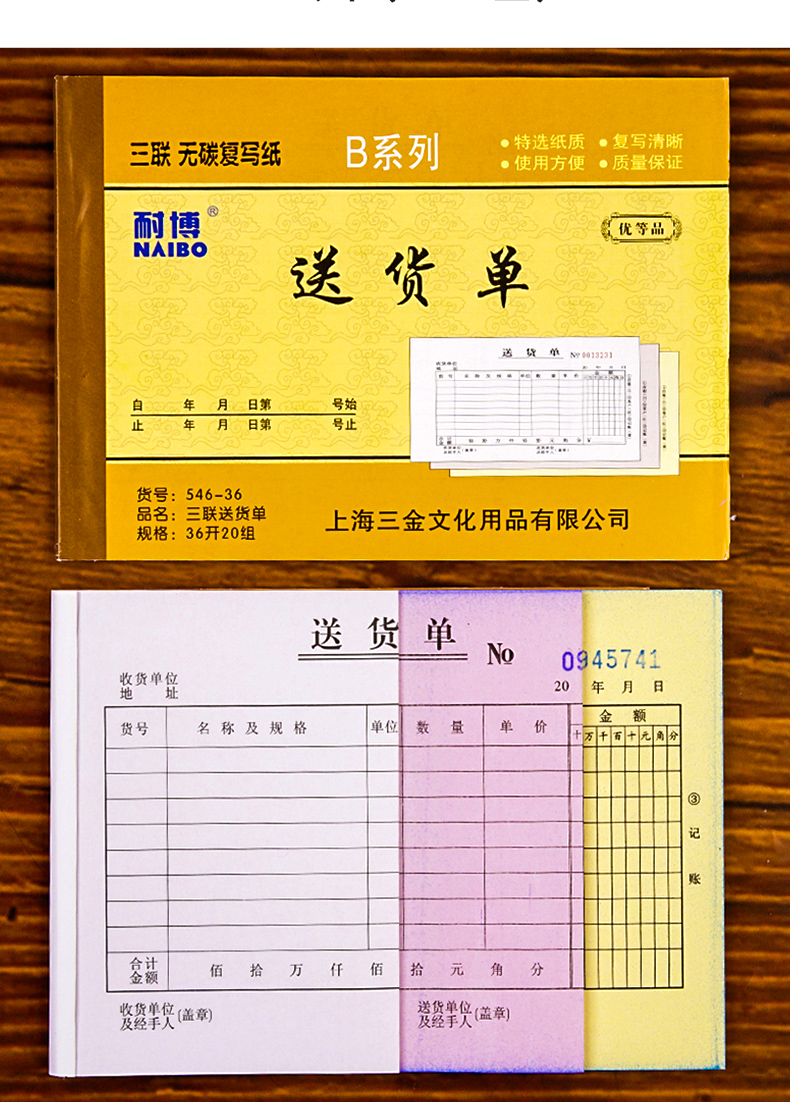 三联 无碳复写纸
B系列
● 特选纸质 ● 复写清晰
● 使用方便 ● 质量保证
耐博®
NAIBO
优等品
送货单
送货单 № 0013231
自 年 月 日第 号始
止 年 月 日第 号止
货号：546-36
品名：三联送货单
规格：36开20组
上海三金文化用品有限公司
送货单 №
0945741
收货单位
地 址
20 年 月 日
货号 名称及规格 单位 数量 单价 金额
十万千百十元角分
③记账
合计金额 佰 拾 万 仟 佰 拾 元 角 分
收货单位
及经手人 (盖章)
送货单位
及经手人 (盖章)